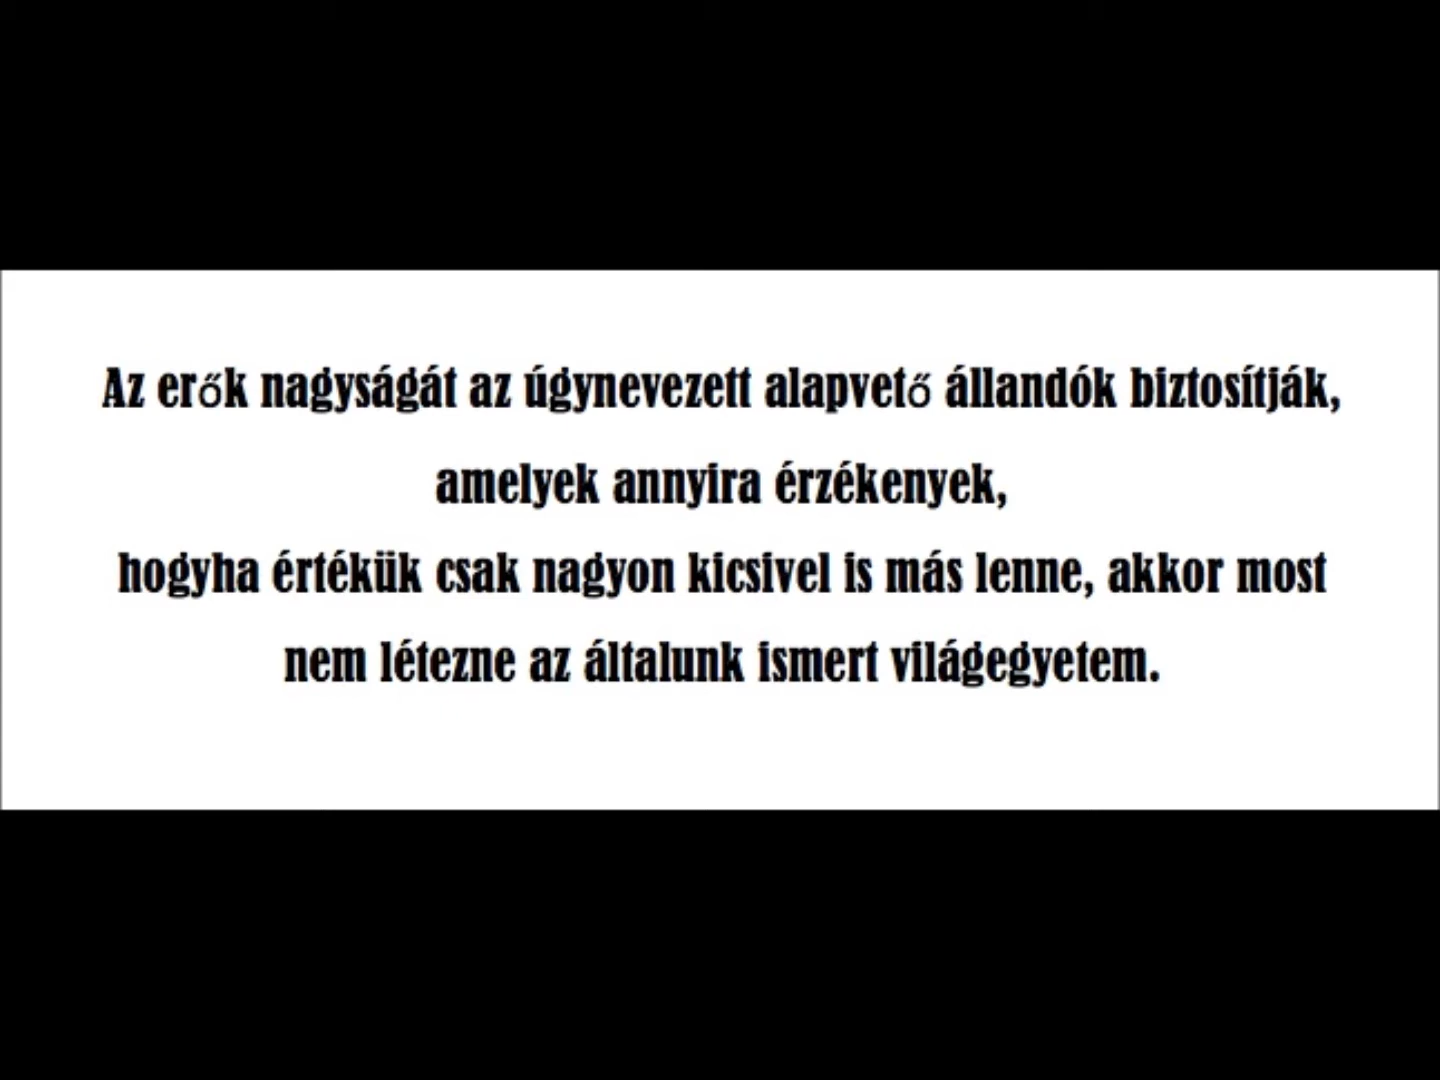 Az erők nagyságát az úgynevezett alapvető állandók biztosítják,
amelyek annyira érzékenyek,
hogyha értékük csak nagyon kicsivel is más lenne, akkor most
nem létezne az általunk ismert világegyetem.